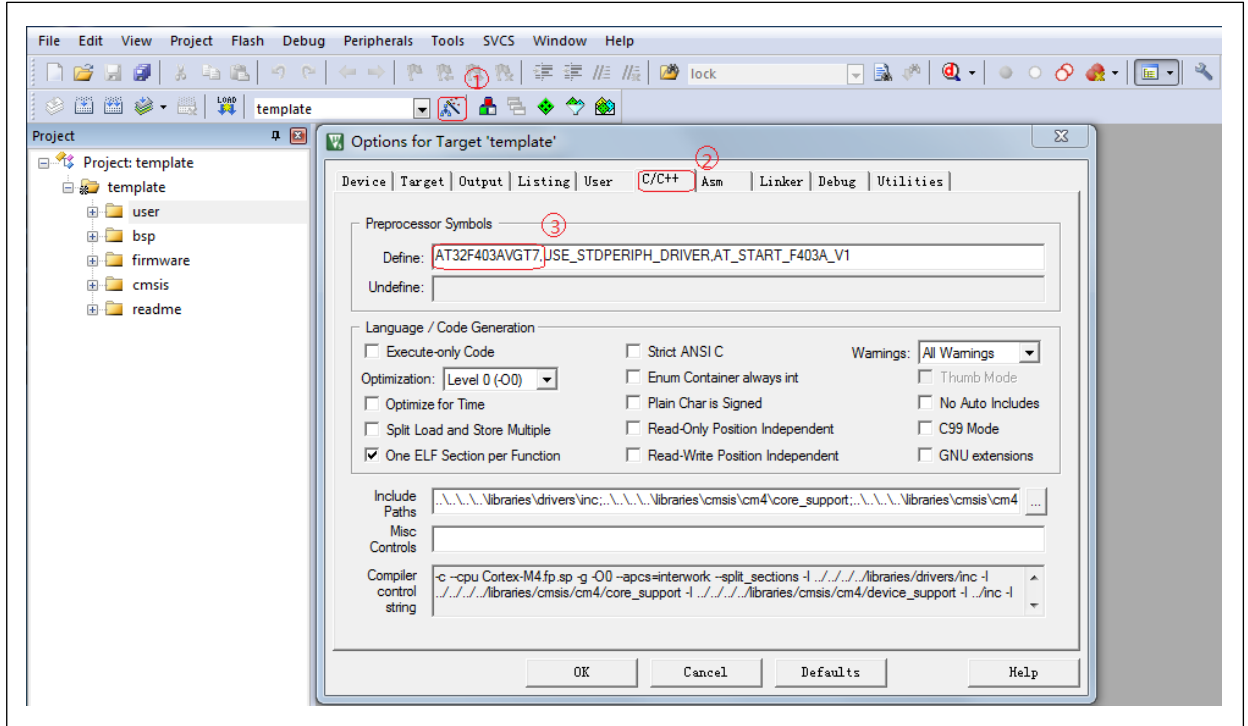 File Edit View Project Flash Debug Peripherals Tools SVCS Window Help
① lock
LOAD template
Project
Options for Target 'template'
Project: template
template
user
bsp
firmware
cmsis
readme
②
Device Target Output Listing User C/C++ Asm Linker Debug Utilities
Preprocessor Symbols ③
Define: AT32F403AVGT7,USE_STDPERIPH_DRIVER,AT_START_F403A_V1
Undefine:
Language / Code Generation
Execute-only Code Strict ANSI C Warnings: All Warnings
Optimization: Level 0 (-O0) Enum Container always int Thumb Mode
Optimize for Time Plain Char is Signed No Auto Includes
Split Load and Store Multiple Read-Only Position Independent C99 Mode
One ELF Section per Function Read-Write Position Independent GNU extensions
Include Paths ..\..\..\..\libraries\drivers\inc;..\..\..\..\libraries\cmsis\cm4\core_support;..\..\..\..\libraries\cmsis\cm4 ...
Misc Controls
Compiler control string -c --cpu Cortex-M4.fp.sp -g -O0 --apcs=interwork --split_sections -I ../../../../libraries/drivers/inc -I
../../../../libraries/cmsis/cm4/core_support -I ../../../../libraries/cmsis/cm4/device_support -I ../inc -I
OK Cancel Defaults Help